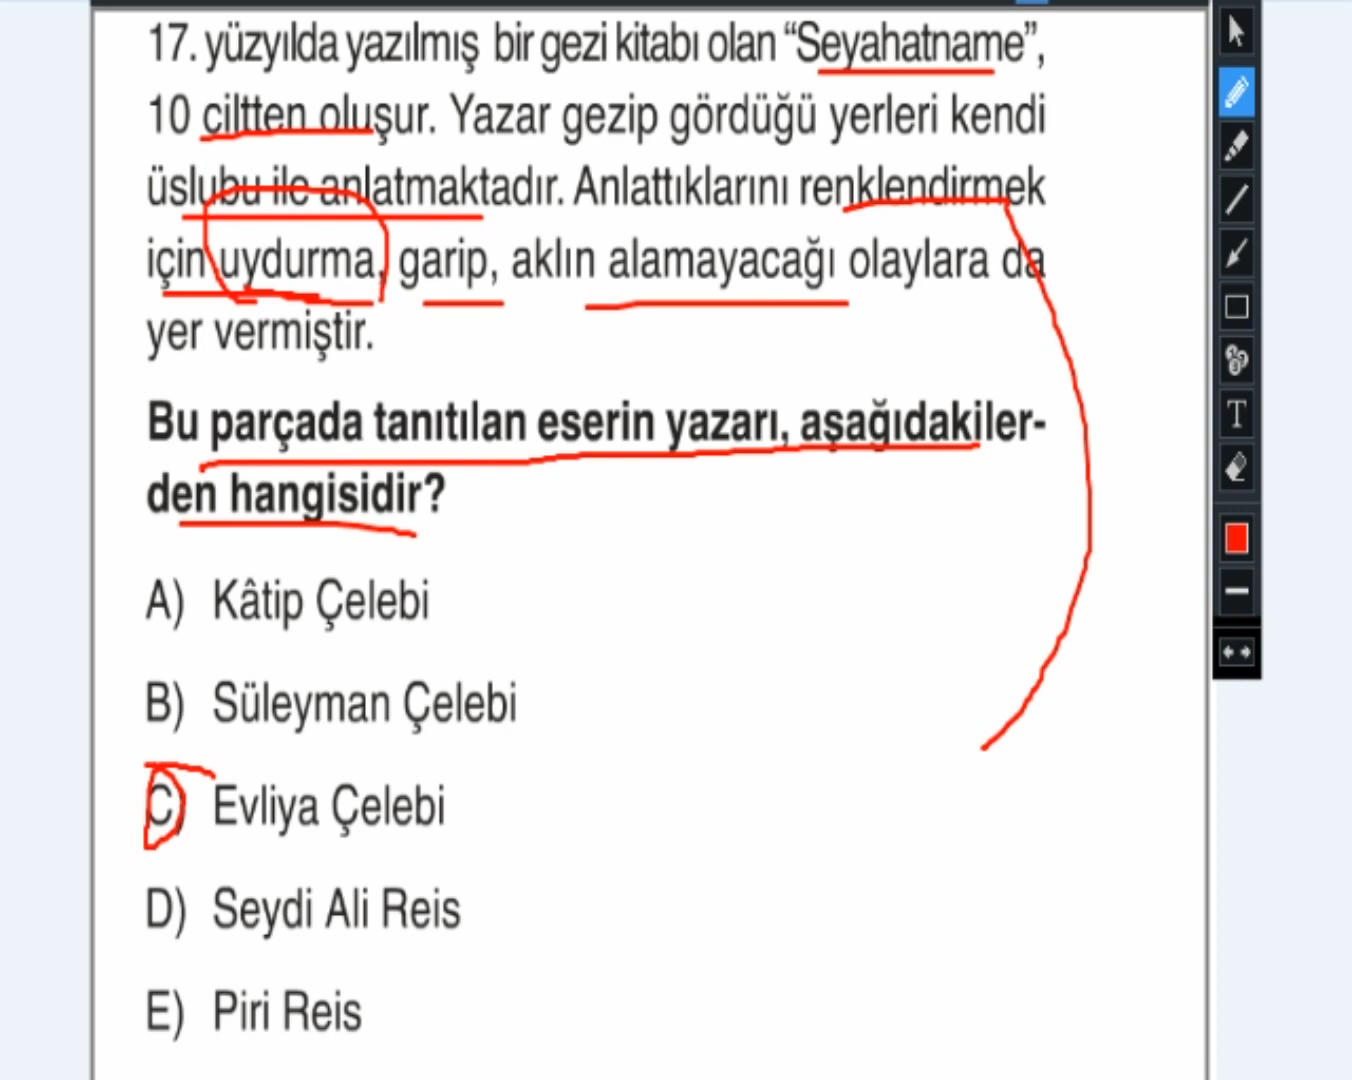 17. yüzyılda yazılmış bir gezi kitabı olan “Seyahatname”,
10 ciltten oluşur. Yazar gezip gördüğü yerleri kendi
üslubu ile anlatmaktadır. Anlattıklarını renklendirmek
için uydurma, garip, aklın alamayacağı olaylara da
yer vermiştir.
Bu parçada tanıtılan eserin yazarı, aşağıdakiler-
den hangisidir?
A) Kâtip Çelebi
B) Süleyman Çelebi
C) Evliya Çelebi
D) Seydi Ali Reis
E) Piri Reis
T